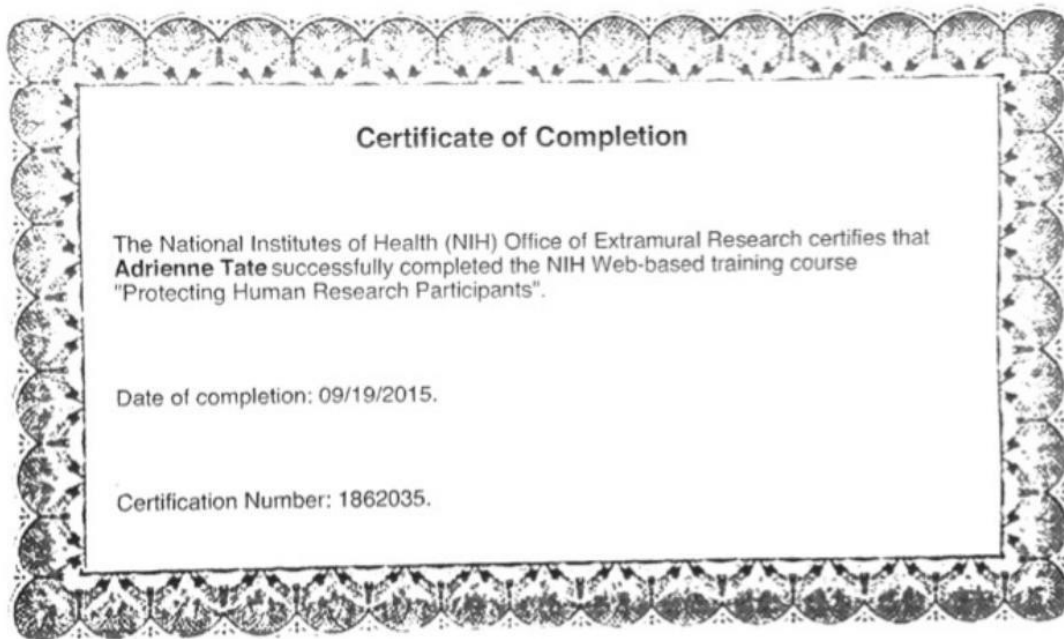 Certificate of Completion
The National Institutes of Health (NIH) Office of Extramural Research certifies that
Adrienne Tate successfully completed the NIH Web-based training course
"Protecting Human Research Participants".
Date of completion: 09/19/2015.
Certification Number: 1862035.